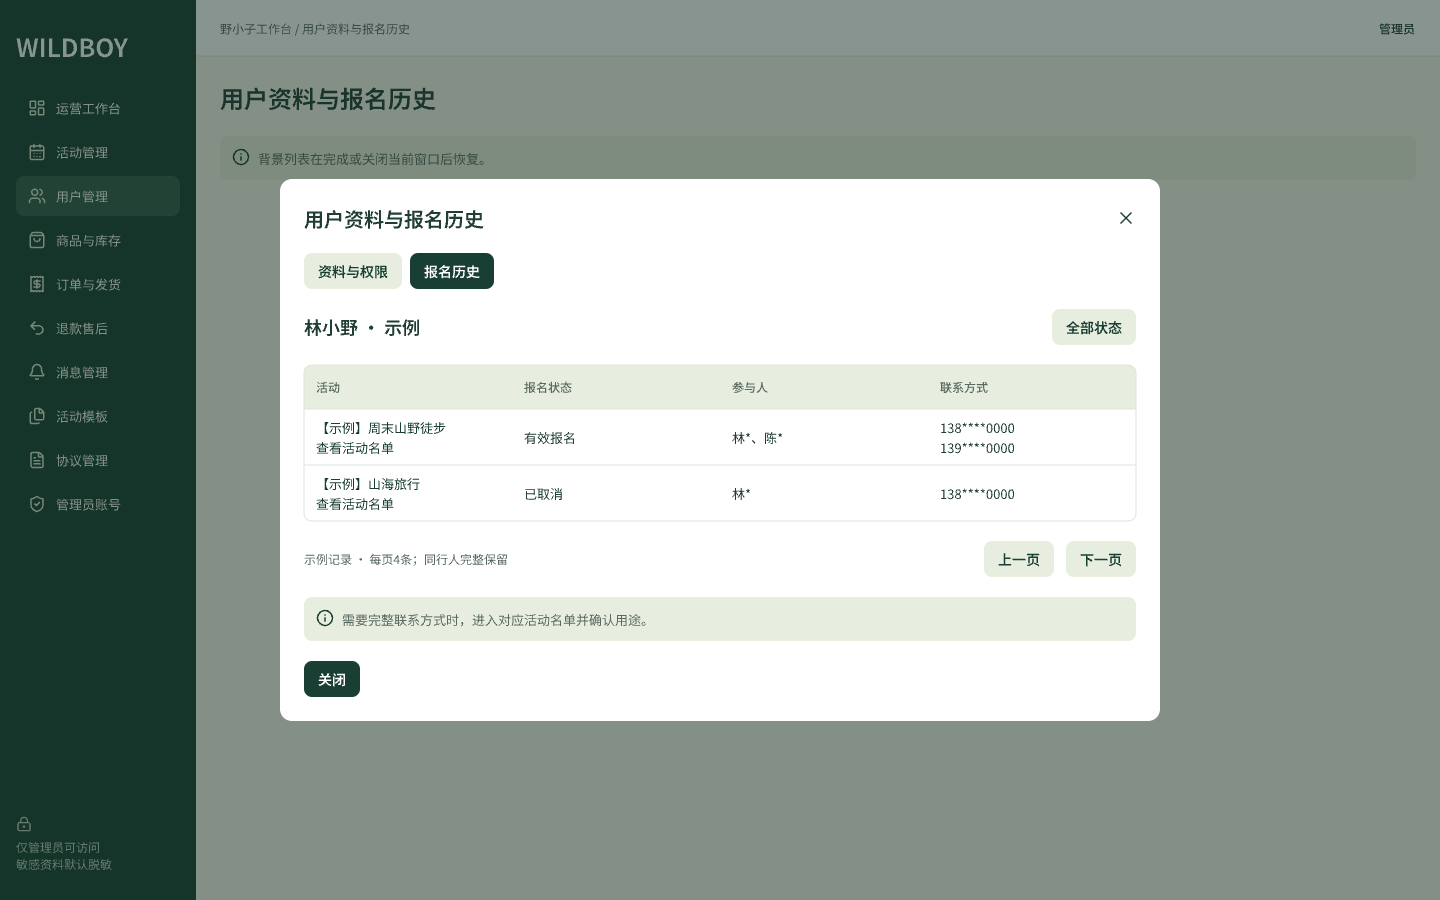 WILDBOY
运营工作台
活动管理
用户管理
商品与库存
订单与发货
退款售后
消息管理
活动模板
协议管理
管理员账号
仅管理员可访问
敏感资料默认脱敏
野小子工作台 / 用户资料与报名历史
管理员
用户资料与报名历史
背景列表在完成或关闭当前窗口后恢复。
用户资料与报名历史
资料与权限
报名历史
林小野 · 示例
全部状态
活动 报名状态 参与人 联系方式
【示例】周末山野徒步
查看活动名单
有效报名
林*、陈*
138****0000
139****0000
【示例】山海旅行
查看活动名单
已取消
林*
138****0000
示例记录 · 每页4条；同行人完整保留
上一页
下一页
需要完整联系方式时，进入对应活动名单并确认用途。
关闭